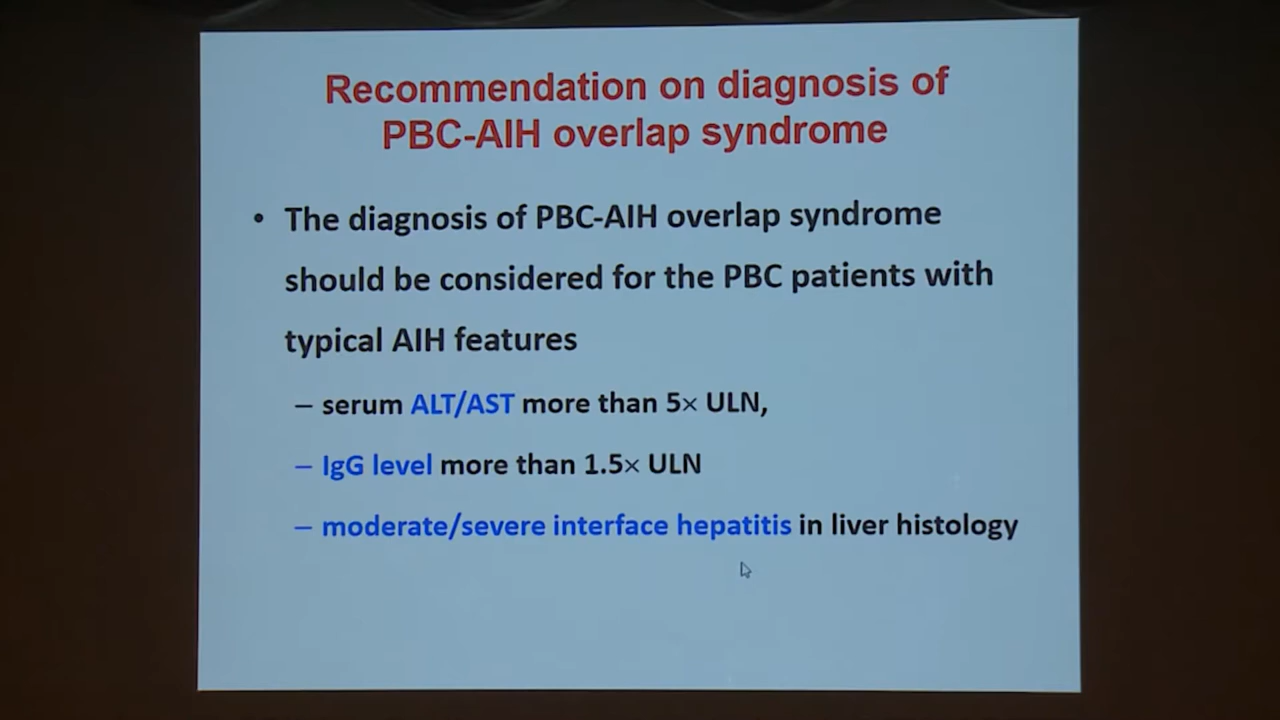 Recommendation on diagnosis of
PBC-AIH overlap syndrome
• The diagnosis of PBC-AIH overlap syndrome
should be considered for the PBC patients with
typical AIH features
– serum ALT/AST more than 5× ULN,
– IgG level more than 1.5× ULN
– moderate/severe interface hepatitis in liver histology